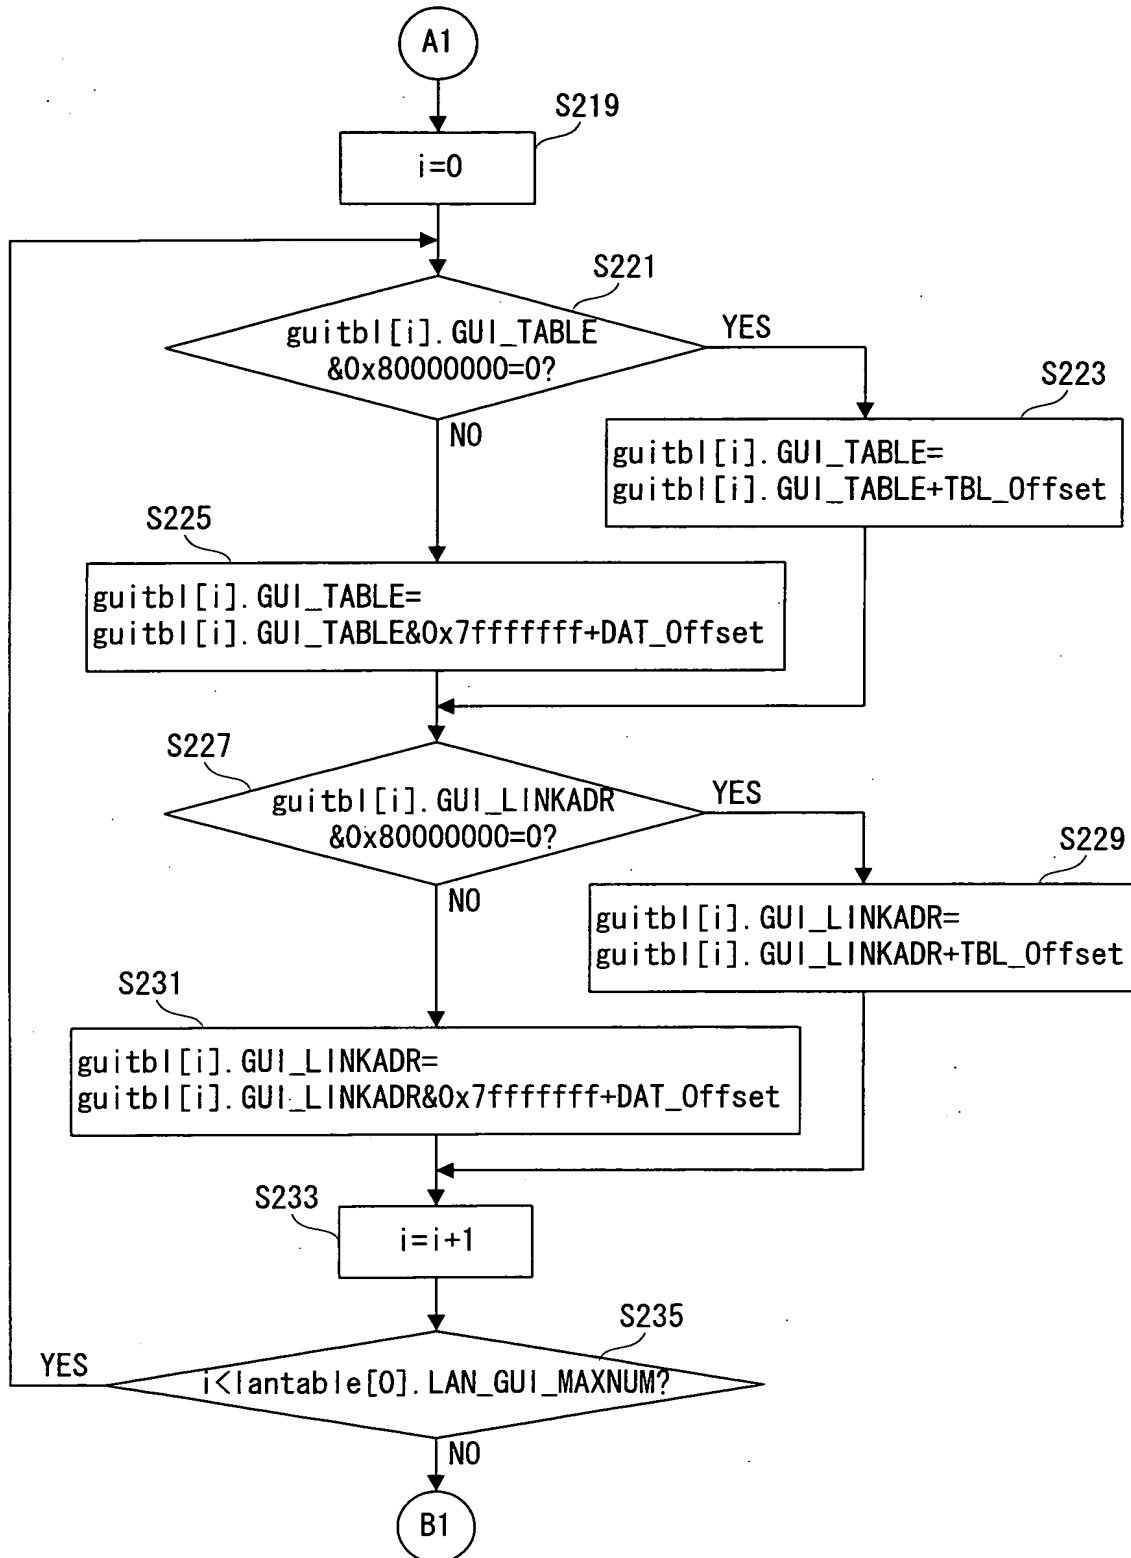 A1
S219
i=0
S221
guitbl[i].GUI_TABLE
&0x80000000=0?
YES
NO
S223
guitbl[i].GUI_TABLE=
guitbl[i].GUI_TABLE+TBL_Offset
S225
guitbl[i].GUI_TABLE=
guitbl[i].GUI_TABLE&0x7fffffff+DAT_Offset
S227
guitbl[i].GUI_LINKADR
&0x80000000=0?
YES
NO
S229
guitbl[i].GUI_LINKADR=
guitbl[i].GUI_LINKADR+TBL_Offset
S231
guitbl[i].GUI_LINKADR=
guitbl[i].GUI_LINKADR&0x7fffffff+DAT_Offset
S233
i=i+1
S235
YES
i<lantable[0].LAN_GUI_MAXNUM?
NO
B1